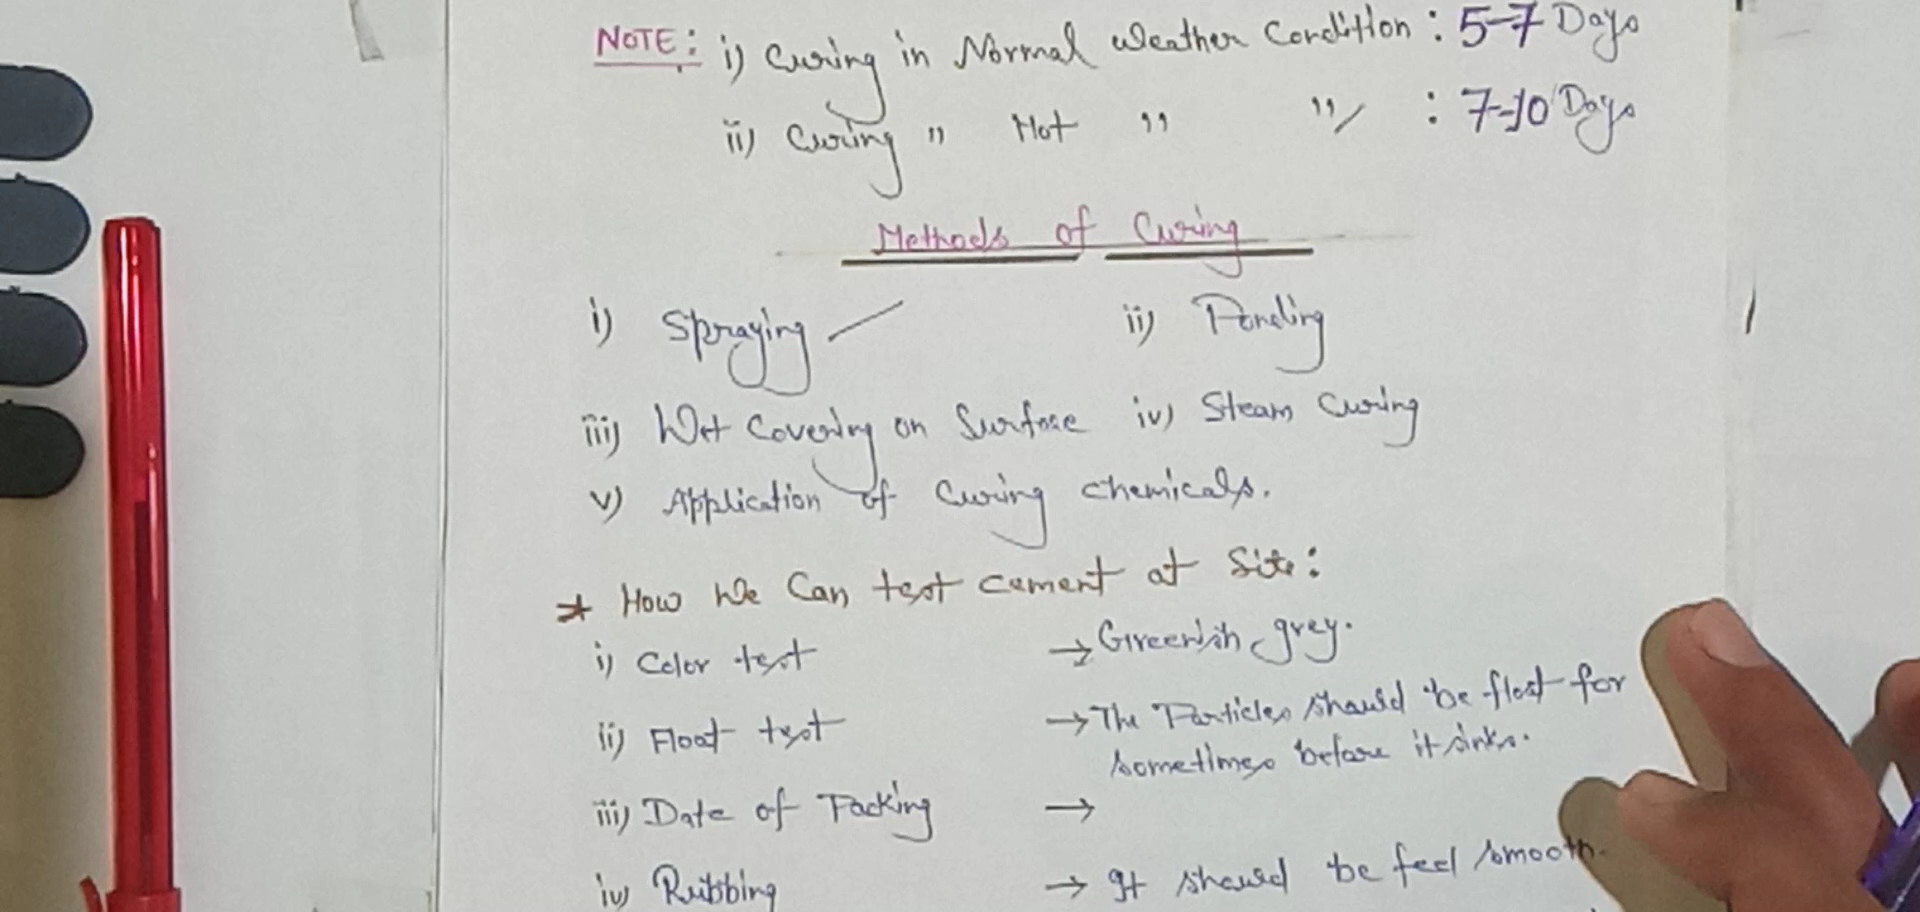 NOTE: i) Curing in Normal Weather Condition : 5-7 Days
ii) Curing " Hot " " : 7-10 Days
Methods of Curing
i) Spraying ii) Ponding
iii) Wet Covering on Surface iv) Steam Curing
v) Application of Curing Chemicals.
* How We Can test cement at Site:
i) Color test → Greenish grey.
ii) Float test → The Particles should be float for
sometimes before it sinks.
iii) Date of Packing →
iv) Rubbing → It should be feel smooth.